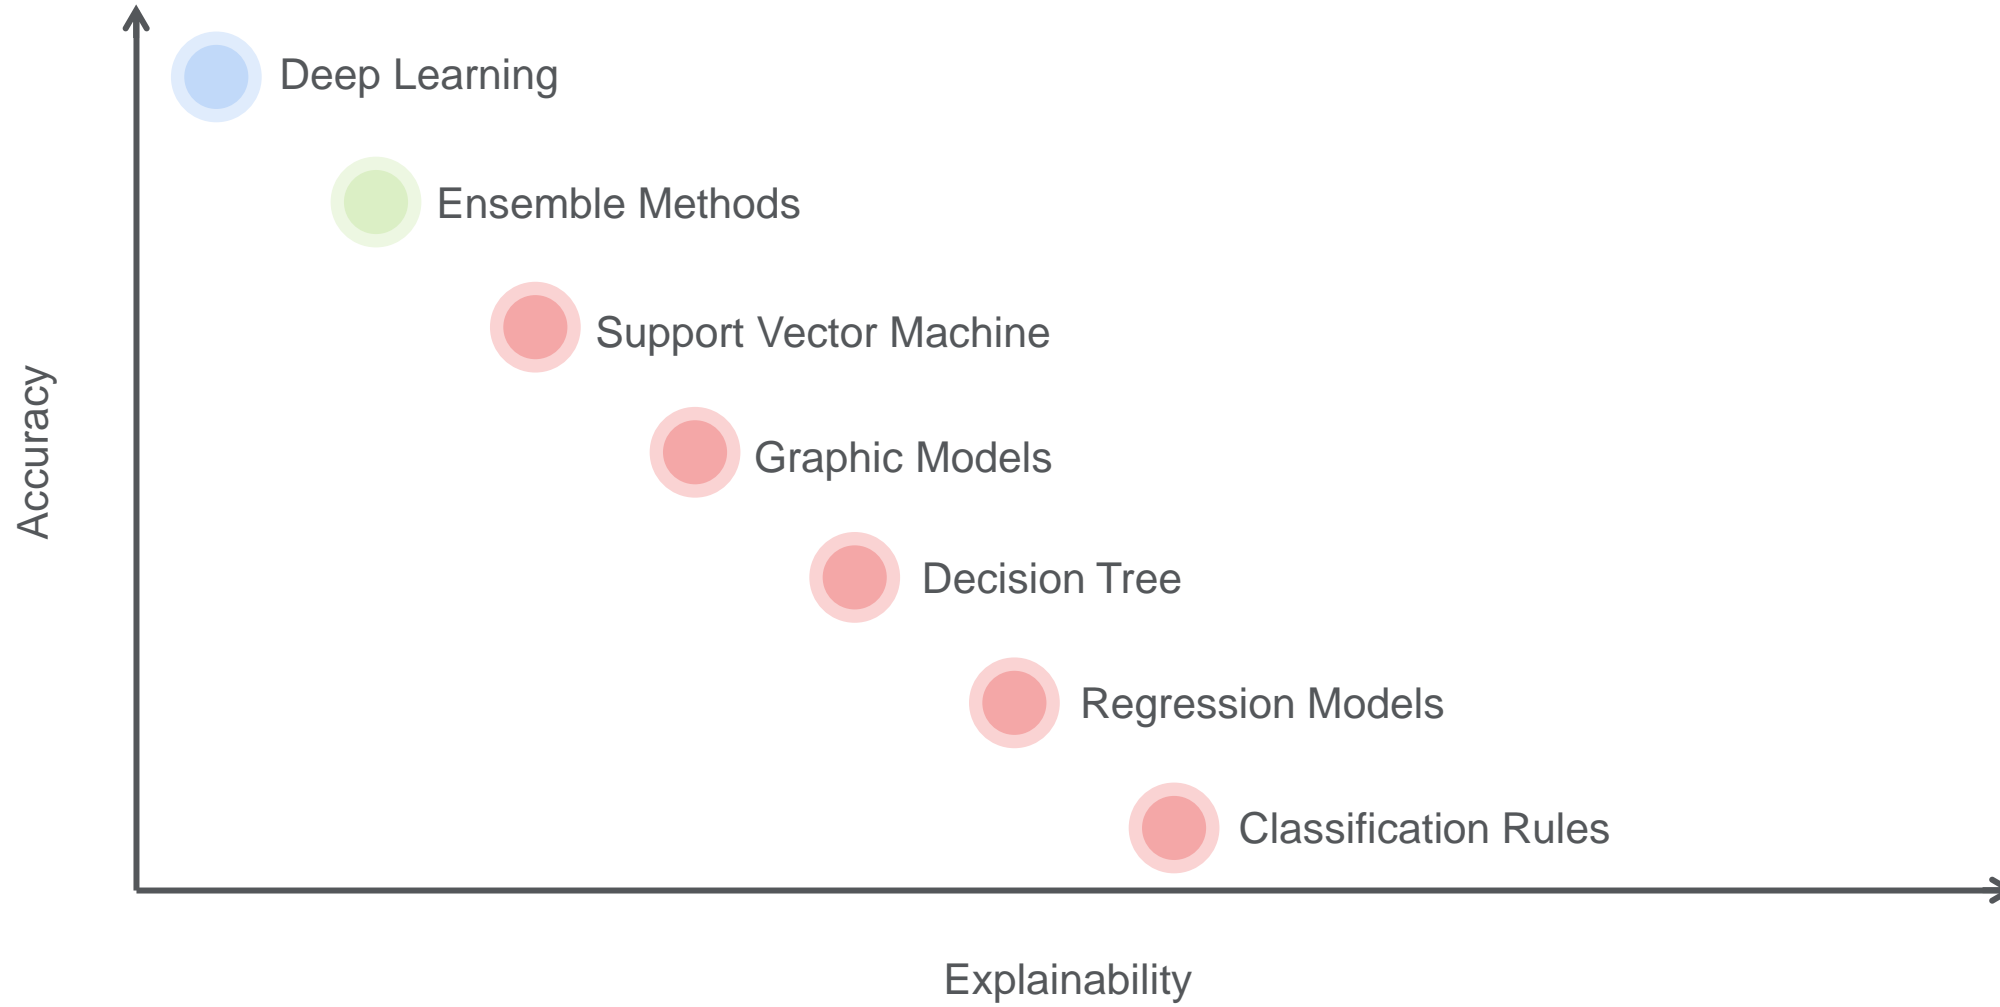 Deep Learning
Ensemble Methods
Support Vector Machine
Graphic Models
Decision Tree
Regression Models
Classification Rules
Accuracy
Explainability